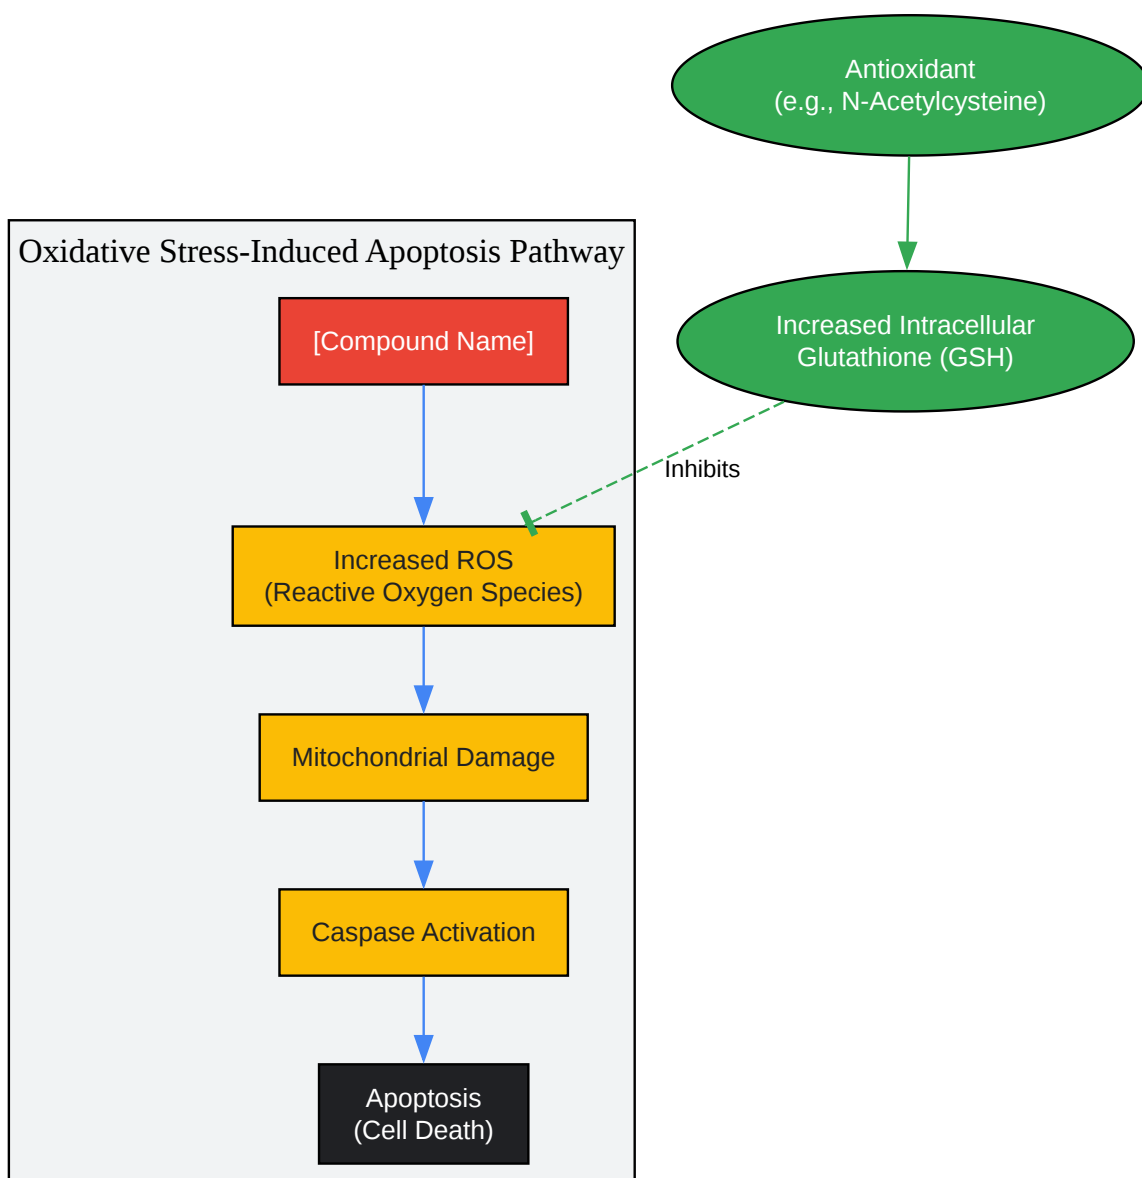 Antioxidant
(e.g., N-Acetylcysteine)
Oxidative Stress-Induced Apoptosis Pathway
[Compound Name]
Increased Intracellular
Glutathione (GSH)
Inhibits
Increased ROS
(Reactive Oxygen Species)
Mitochondrial Damage
Caspase Activation
Apoptosis
(Cell Death)